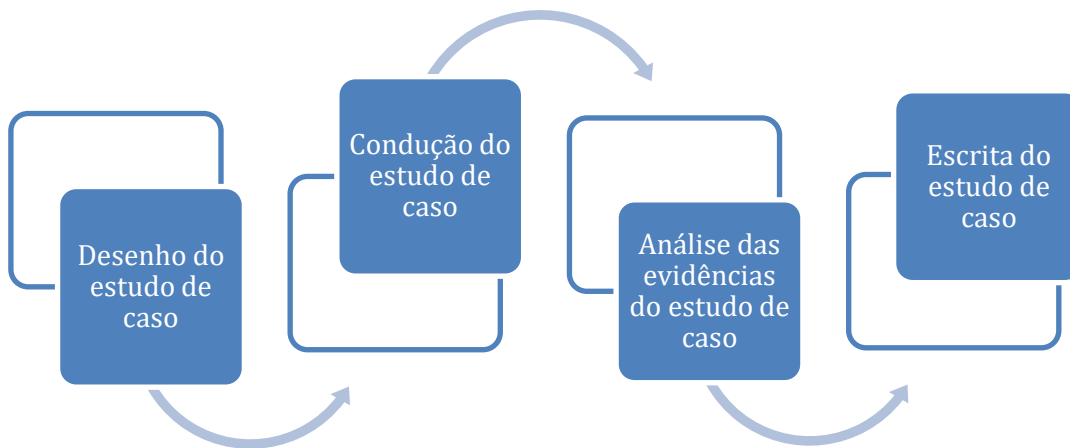 Desenho do
estudo de
caso
Condução do
estudo de
caso
Análise das
evidências
do estudo de
caso
Escrita do
estudo de
caso